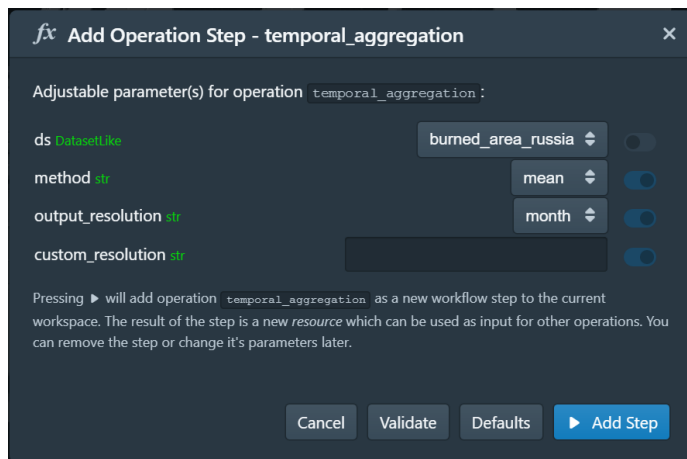 fx Add Operation Step - temporal_aggregation
Adjustable parameter(s) for operation temporal_aggregation:
ds DatasetLike burned_area_russia
method str mean
output_resolution str month
custom_resolution str
Pressing ▶ will add operation temporal_aggregation as a new workflow step to the current
workspace. The result of the step is a new resource which can be used as input for other operations. You
can remove the step or change it's parameters later.
Cancel Validate Defaults Add Step